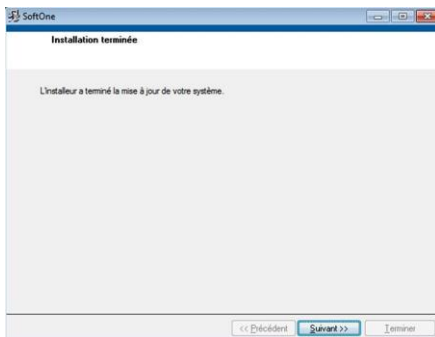 SoftOne
Installation terminée
L'installeur a terminé la mise à jour de votre système.
<< Précédent
Suivant >>
Terminer